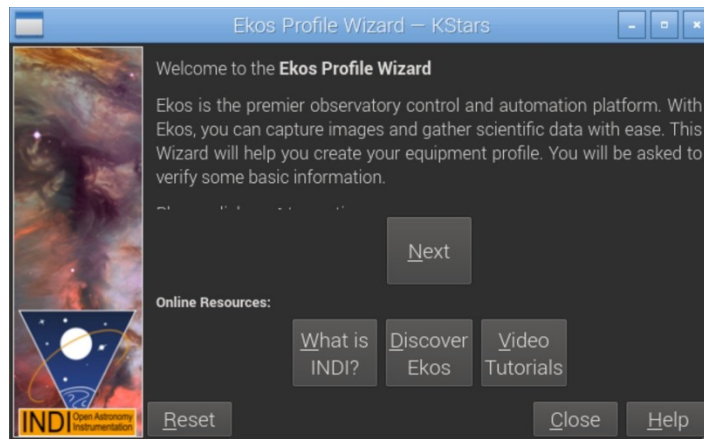 Ekos Profile Wizard — KStars
Welcome to the Ekos Profile Wizard
Ekos is the premier observatory control and automation platform. With
Ekos, you can capture images and gather scientific data with ease. This
Wizard will help you create your equipment profile. You will be asked to
verify some basic information.
Next
Online Resources:
What is
INDI?
Discover
Ekos
Video
Tutorials
INDI Open Astronomy
Instrumentation
Reset
Close
Help